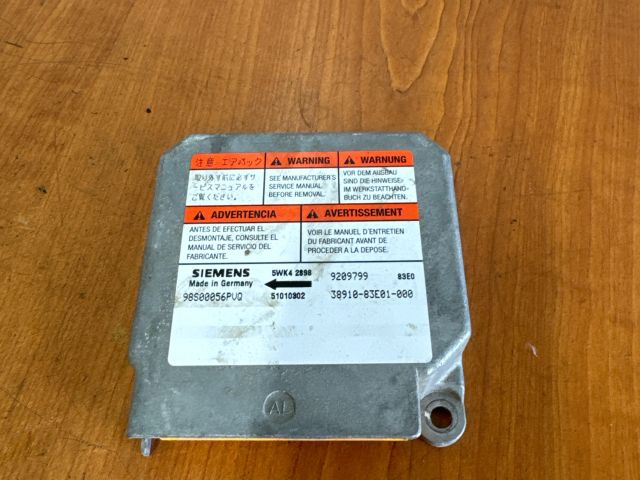 注意-エアバッグ
取り外す前に必ずサ
ービスマニュアルを
ご覧ください。
WARNING
SEE MANUFACTURER'S
SERVICE MANUAL
BEFORE REMOVAL.
WARNUNG
VOR DEM AUSBAU
SIND DIE HINWEISE
IM WERKSTATTHAND-
BUCH ZU BEACHTEN.
ADVERTENCIA
ANTES DE EFECTUAR EL
DESMONTAJE, CONSULTE EL
MANUAL DE SERVICIO DEL
FABRICANTE.
AVERTISSEMENT
VOIR LE MANUEL D'ENTRETIEN
DU FABRICANT AVANT DE
PROCEDER A LA DEPOSE.
SIEMENS 5WK4 2898 9209799 83E0
Made in Germany
98S00056PVQ 51010302 38910-83E01-000
AL